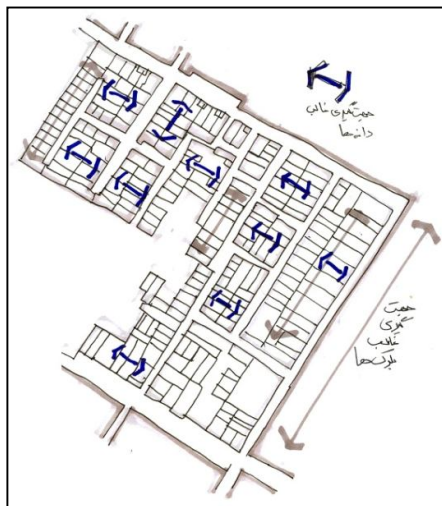 جهت‌گیری غالب
دانه‌ها
جهت
گیری
غالب
بلوک‌ها